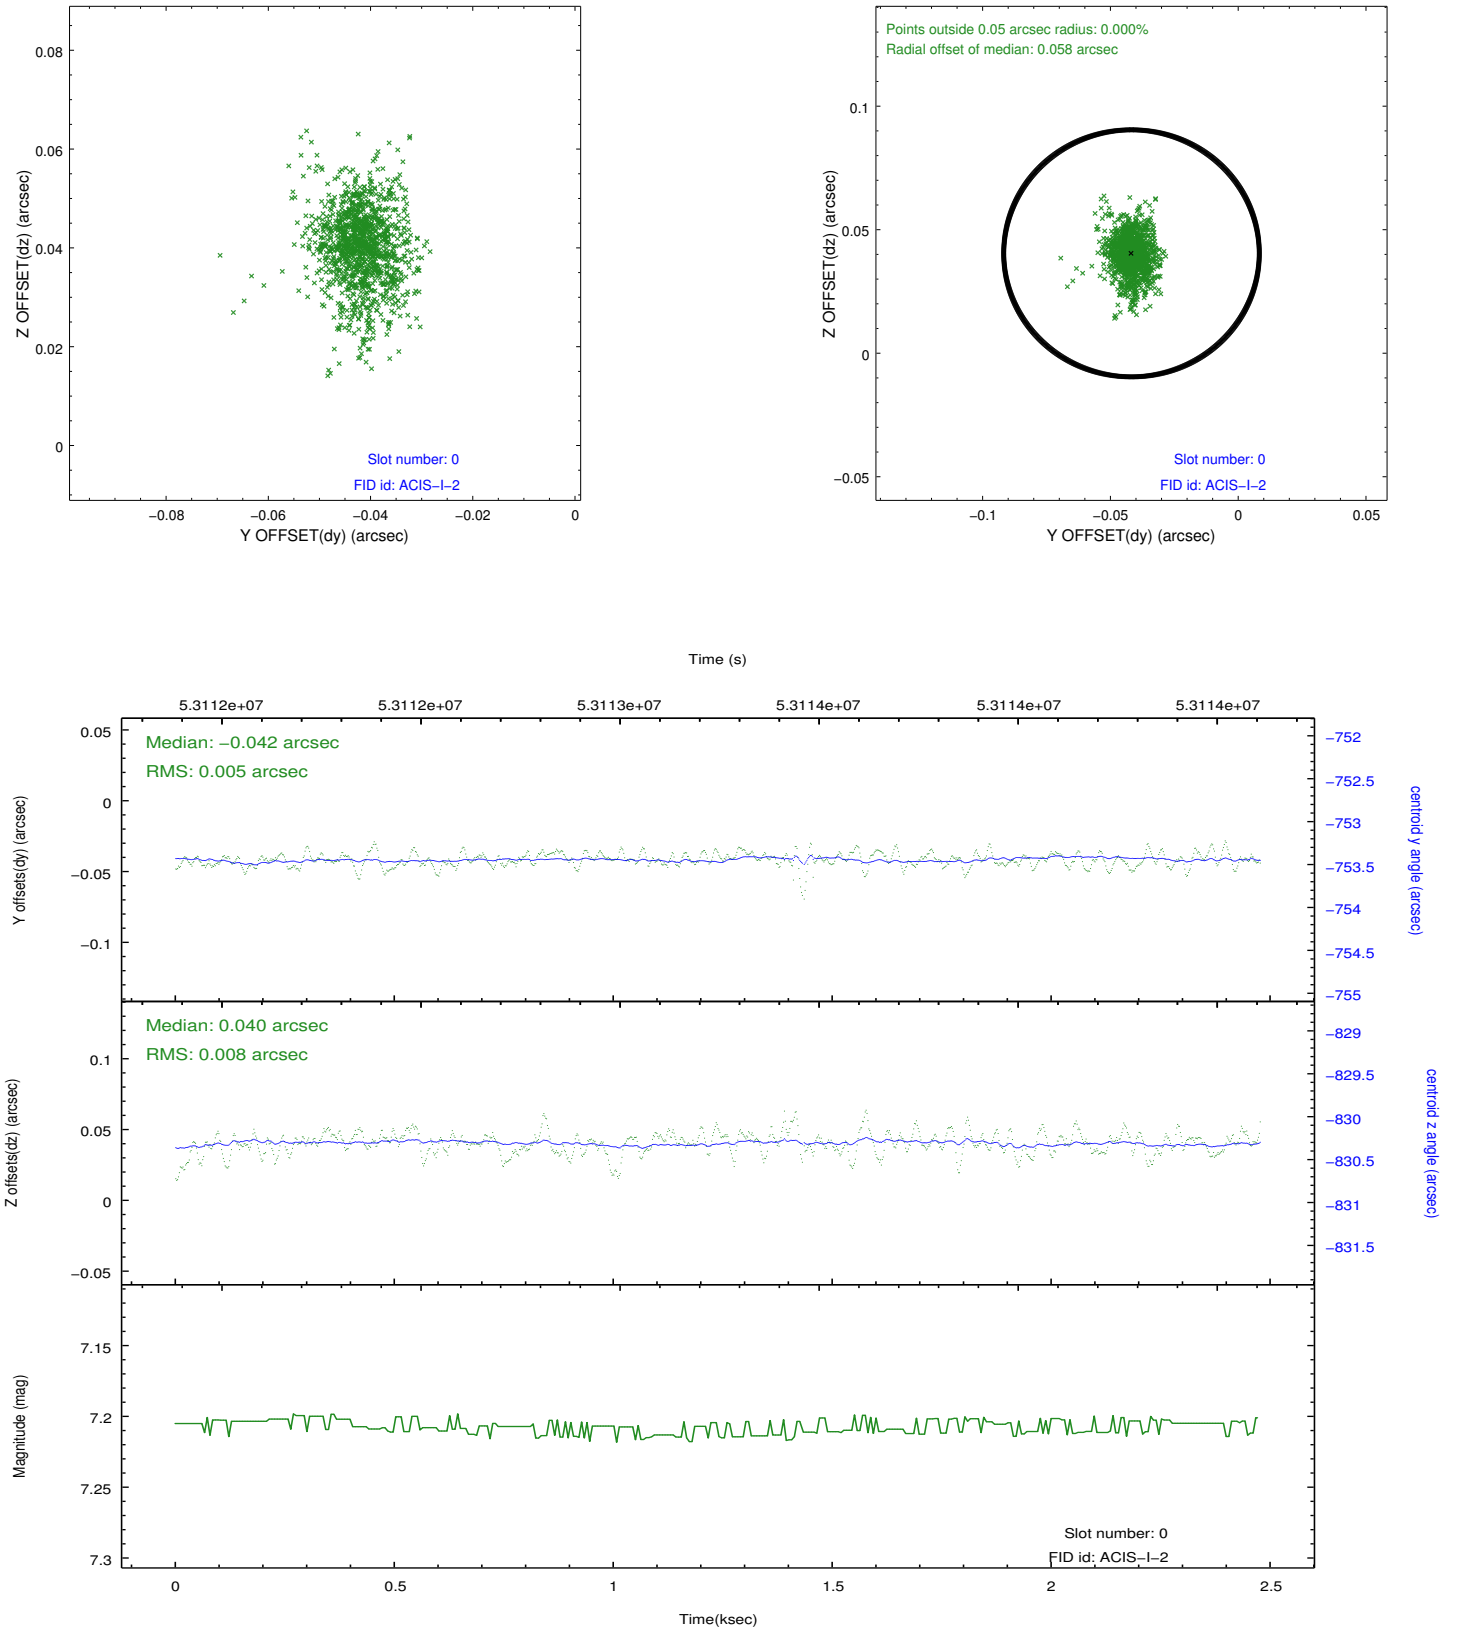 0.08
0.06
0.04
0.02
0
Z OFFSET(dz) (arcsec)
Slot number: 0
FID id: ACIS−I−2
−0.08
−0.06
−0.04
−0.02
0
Y OFFSET(dy) (arcsec)
Points outside 0.05 arcsec radius: 0.000%
Radial offset of median: 0.058 arcsec
0.1
0.05
0
−0.05
Z OFFSET(dz) (arcsec)
Slot number: 0
FID id: ACIS−I−2
−0.1
−0.05
0
0.05
Y OFFSET(dy) (arcsec)
Time (s)
5.3112e+07
5.3112e+07
5.3113e+07
5.3114e+07
5.3114e+07
5.3114e+07
Median: −0.042 arcsec
RMS: 0.005 arcsec
0.05
0
−0.05
−0.1
Y offsets(dy) (arcsec)
−752
−752.5
−753
−753.5
−754
−754.5
−755
centroid y angle (arcsec)
Median: 0.040 arcsec
RMS: 0.008 arcsec
0.1
0.05
0
−0.05
Z offsets(dz) (arcsec)
−829
−829.5
−830
−830.5
−831
−831.5
centroid z angle (arcsec)
7.15
7.2
7.25
7.3
Magnitude (mag)
Slot number: 0
FID id: ACIS−I−2
0
0.5
1
1.5
2
2.5
Time(ksec)